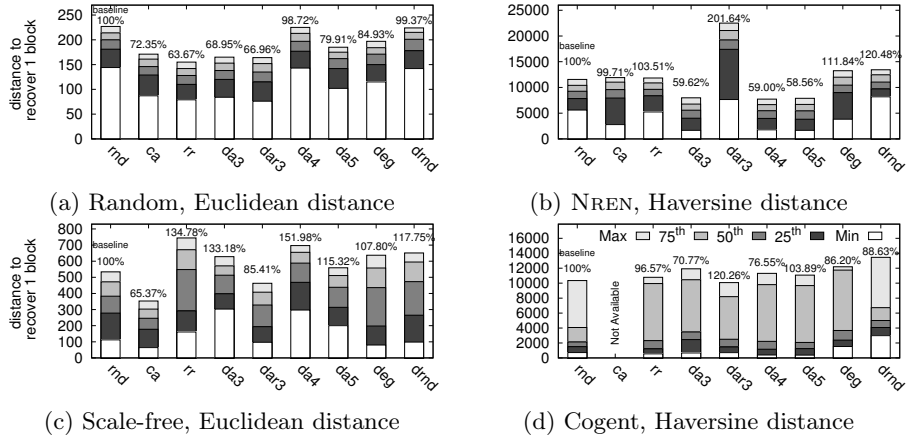 distance to
recover 1 block
250
200
150
100
50
0
baseline
100%
72.35%
63.67%
68.95%
66.96%
98.72%
79.91%
84.93%
99.37%
rnd
ca
rr
da3
dar3
da4
da5
deg
drnd
(a) Random, Euclidean distance
25000
20000
15000
10000
5000
0
baseline
100%
99.71%
103.51%
59.62%
201.64%
59.00%
58.56%
111.84%
120.48%
rnd
ca
rr
da3
dar3
da4
da5
deg
drnd
(b) NREN, Haversine distance
distance to
recover 1 block
800
700
600
500
400
300
200
100
0
baseline
100%
65.37%
134.78%
133.18%
85.41%
151.98%
115.32%
107.80%
117.75%
rnd
ca
rr
da3
dar3
da4
da5
deg
drnd
(c) Scale-free, Euclidean distance
16000
14000
12000
10000
8000
6000
4000
2000
0
Max 75th 50th 25th Min
baseline
100%
Not Available
96.57%
70.77%
120.26%
76.55%
103.89%
86.20%
88.63%
rnd
ca
rr
da3
dar3
da4
da5
deg
drnd
(d) Cogent, Haversine distance